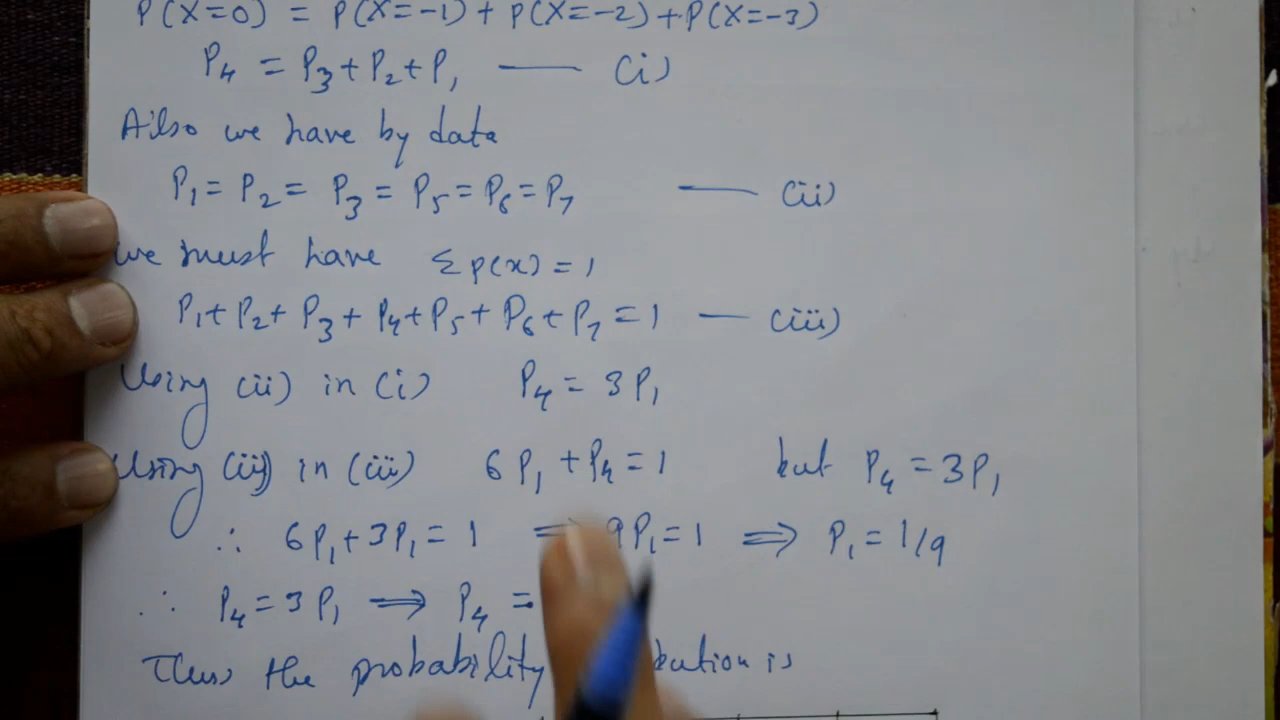 P(X=0) = P(X=-1) + P(X=-2) + P(X=-3)
P₄ = P₃ + P₂ + P₁ —— (i)
Also we have by data
P₁ = P₂ = P₃ = P₅ = P₆ = P₇ —— (ii)
we must have Σp(x) = 1
P₁ + P₂ + P₃ + P₄ + P₅ + P₆ + P₇ = 1 —— (iii)
Using (ii) in (i) P₄ = 3P₁
Using (ii) in (iii) 6P₁ + P₄ = 1 but P₄ = 3P₁
∴ 6P₁ + 3P₁ = 1 ⇒ 9P₁ = 1 ⇒ P₁ = 1/9
∴ P₄ = 3P₁ ⇒ P₄ =
Thus the probability is